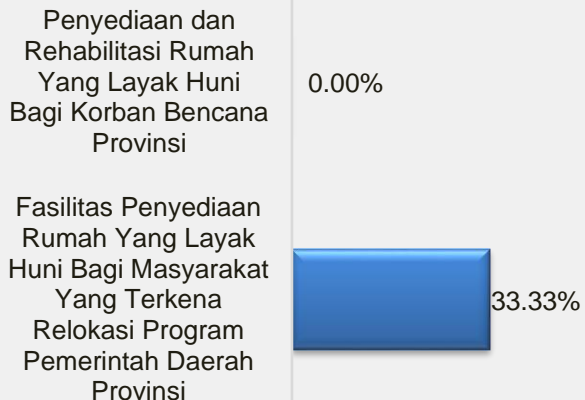 Penyediaan dan
Rehabilitasi Rumah
Yang Layak Huni
Bagi Korban Bencana
Provinsi
0.00%
Fasilitas Penyediaan
Rumah Yang Layak
Huni Bagi Masyarakat
Yang Terkena
Relokasi Program
Pemerintah Daerah
Provinsi
33.33%